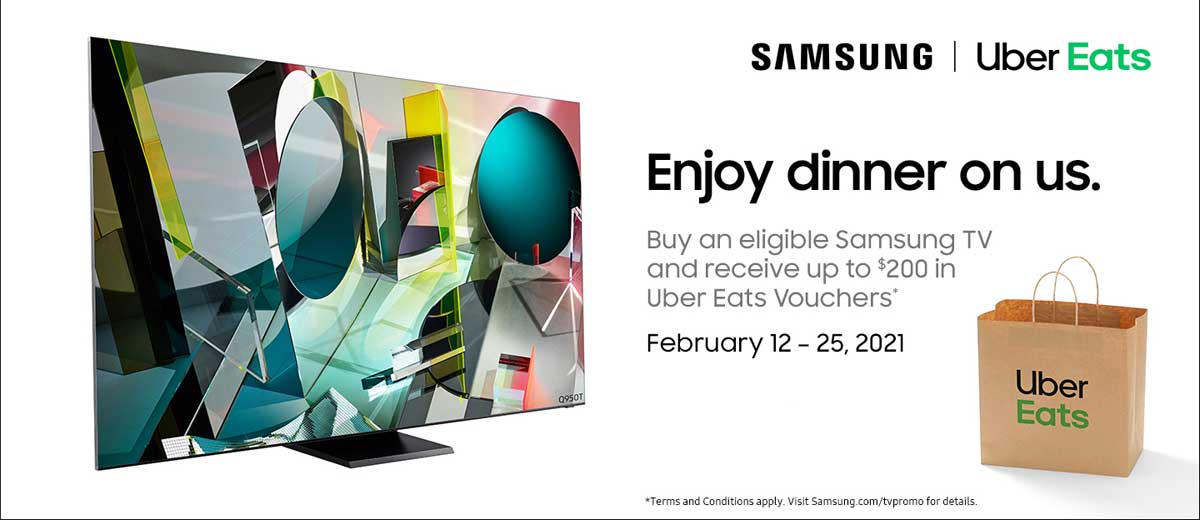 SAMSUNG | Uber Eats
Enjoy dinner on us.
Buy an eligible Samsung TV
and receive up to $200 in
Uber Eats Vouchers*
February 12 – 25, 2021
Q950T
Uber
Eats
*Terms and Conditions apply. Visit Samsung.com/tvpromo for details.